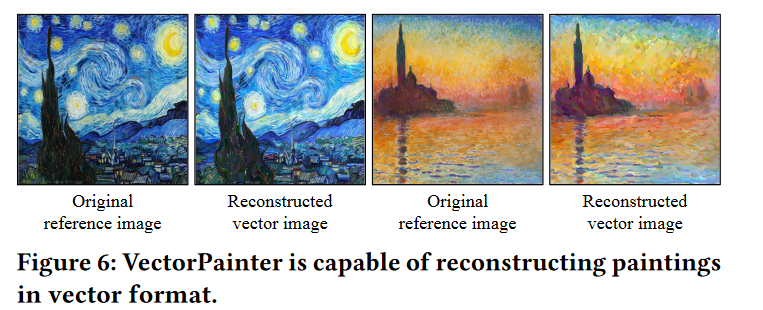 Original
reference image
Reconstructed
vector image
Original
reference image
Reconstructed
vector image
Figure 6: VectorPainter is capable of reconstructing paintings
in vector format.